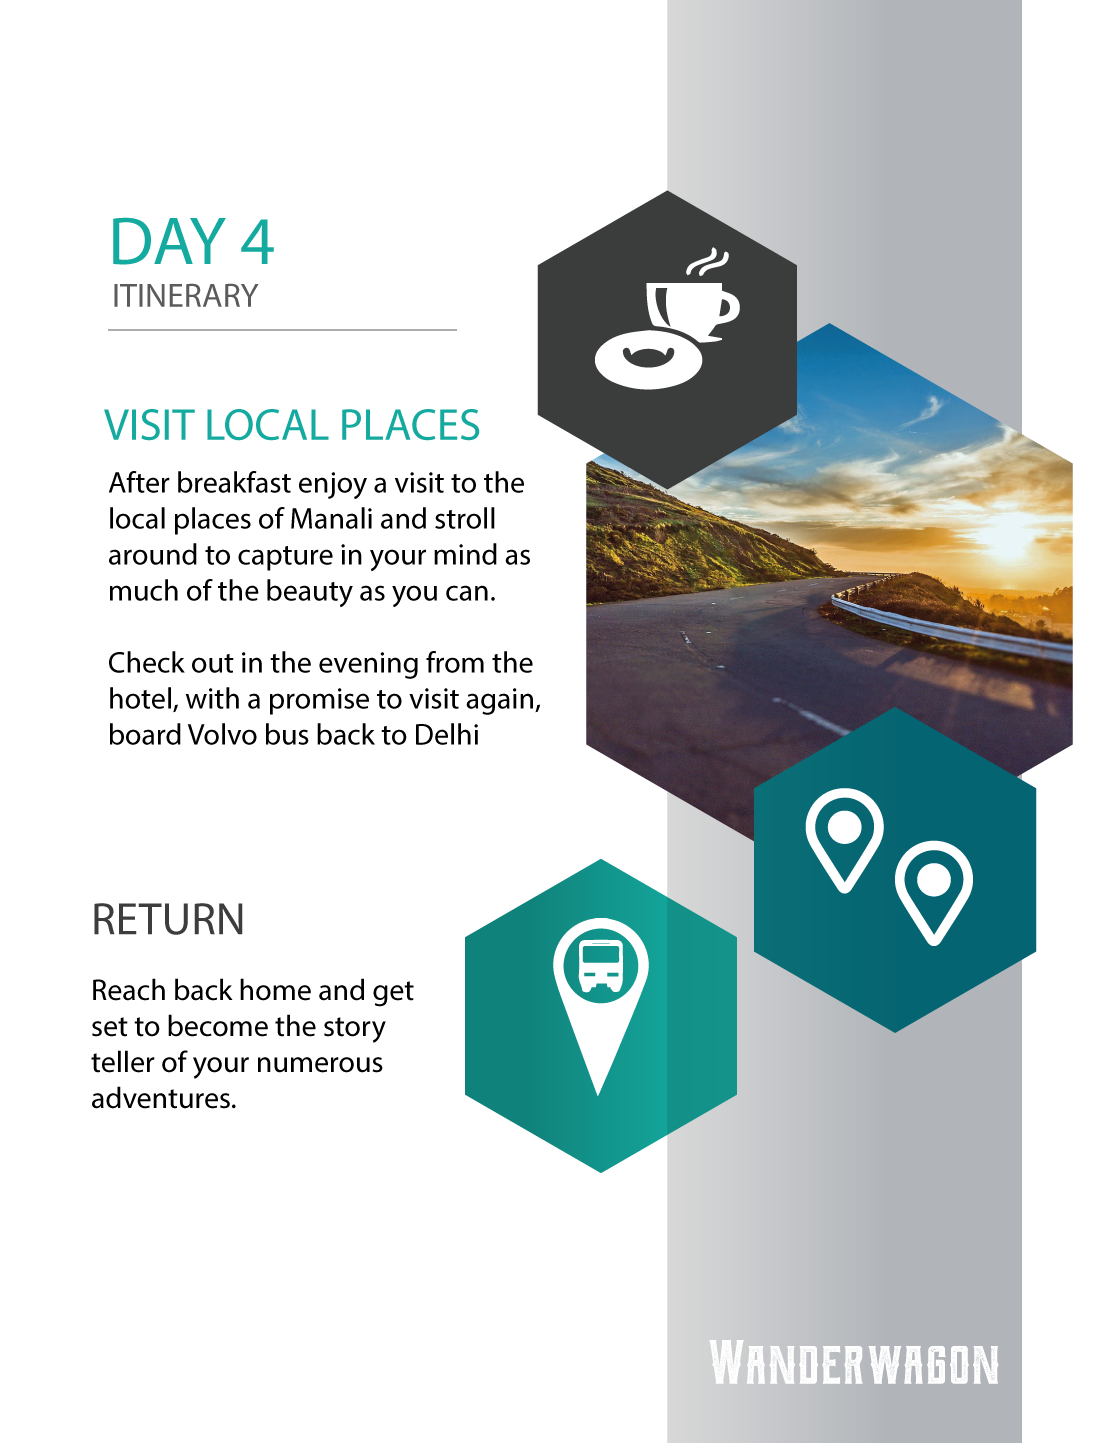 DAY 4
ITINERARY
VISIT LOCAL PLACES
After breakfast enjoy a visit to the
local places of Manali and stroll
around to capture in your mind as
much of the beauty as you can.
Check out in the evening from the
hotel, with a promise to visit again,
board Volvo bus back to Delhi
RETURN
Reach back home and get
set to become the story
teller of your numerous
adventures.
WANDERWAGON